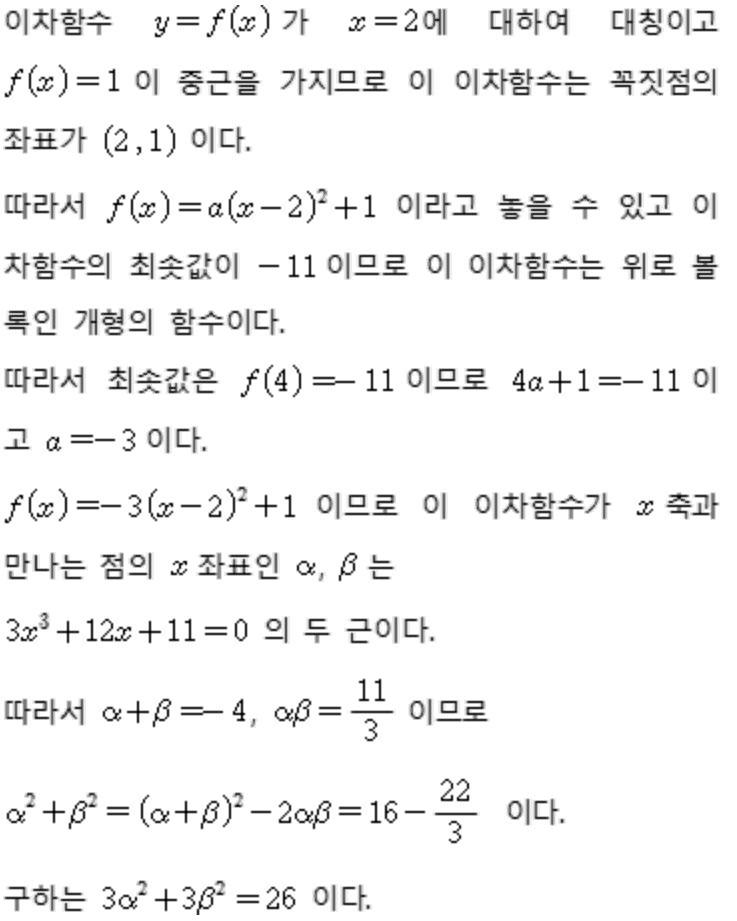 이차함수 y=f(x) 가 x=2에 대하여 대칭이고
f(x)=1 이 중근을 가지므로 이 이차함수는 꼭짓점의
좌표가 (2,1) 이다.
따라서 f(x)=a(x-2)²+1 이라고 놓을 수 있고 이
차함수의 최솟값이 -11 이므로 이 이차함수는 위로 볼
록인 개형의 함수이다.
따라서 최솟값은 f(4)=-11 이므로 4a+1=-11 이
고 a=-3 이다.
f(x)=-3(x-2)²+1 이므로 이 이차함수가 x 축과
만나는 점의 x 좌표인 α, β 는
3x³+12x+11=0 의 두 근이다.
따라서 α+β=-4, αβ=11/3 이므로
α²+β²=(α+β)²-2αβ=16-22/3 이다.
구하는 3α²+3β²=26 이다.